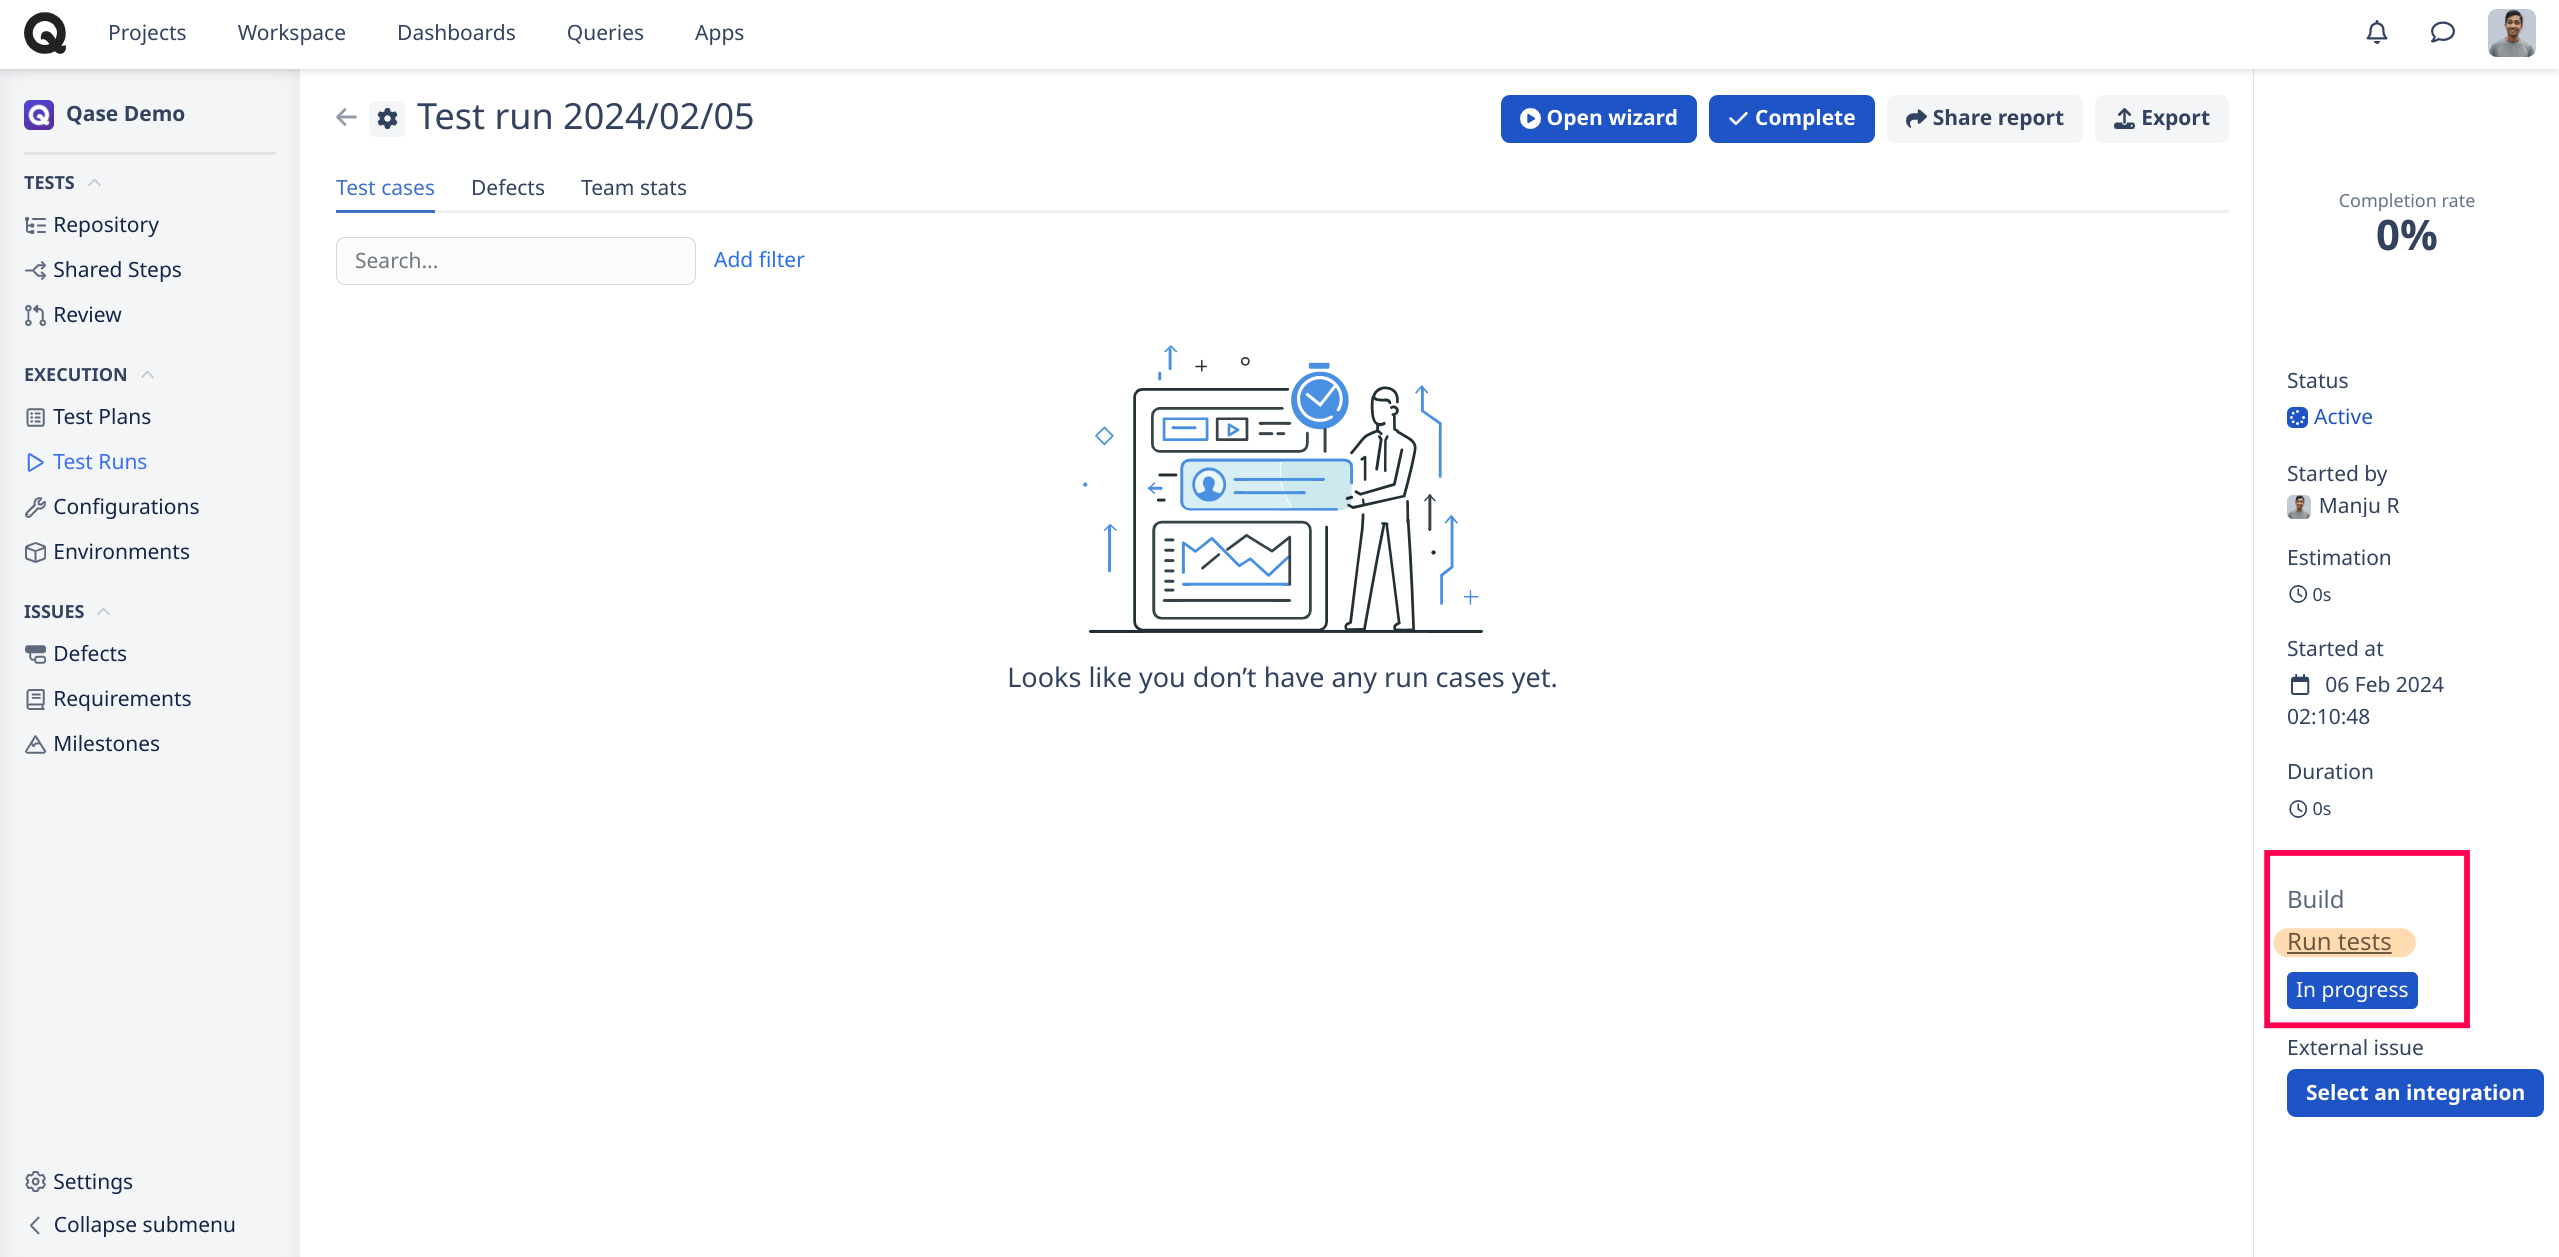 Projects Workspace Dashboards Queries Apps
Qase Demo
TESTS
Repository
Shared Steps
Review
EXECUTION
Test Plans
Test Runs
Configurations
Environments
ISSUES
Defects
Requirements
Milestones
Settings
Collapse submenu
Test run 2024/02/05
Open wizard Complete Share report Export
Test cases Defects Team stats
Search... Add filter
Looks like you don’t have any run cases yet.
Completion rate
0%
Status
Active
Started by
Manju R
Estimation
0s
Started at
06 Feb 2024
02:10:48
Duration
0s
Build
Run tests
In progress
External issue
Select an integration